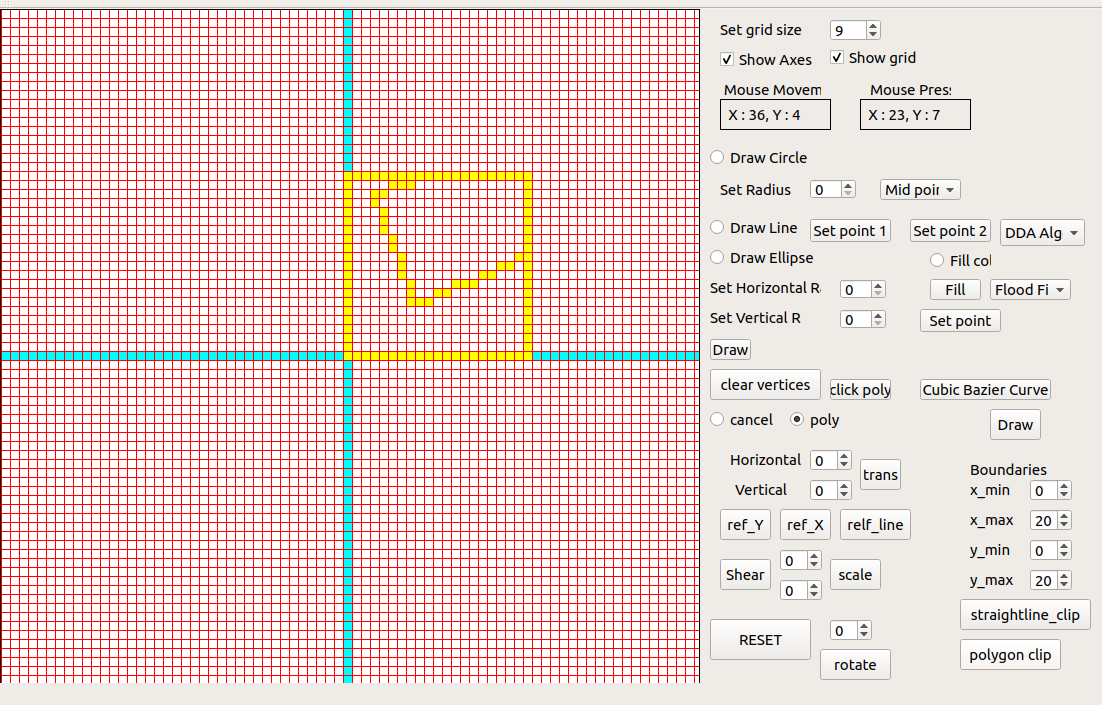 Set grid size 9
Show Axes Show grid
Mouse Movem Mouse Press
X : 36, Y : 4 X : 23, Y : 7
Draw Circle
Set Radius 0 Mid poir
Draw Line Set point 1 Set point 2 DDA Alg
Draw Ellipse Fill col
Set Horizontal R 0 Fill Flood Fi
Set Vertical R 0 Set point
Draw
clear vertices click poly Cubic Bazier Curve
cancel poly Draw
Horizontal 0 trans
Vertical 0
Boundaries
x_min 0
ref_Y ref_X relf_line x_max 20
Shear 0 0 scale
y_min 0
y_max 20
straightline_clip
RESET 0 rotate
polygon clip